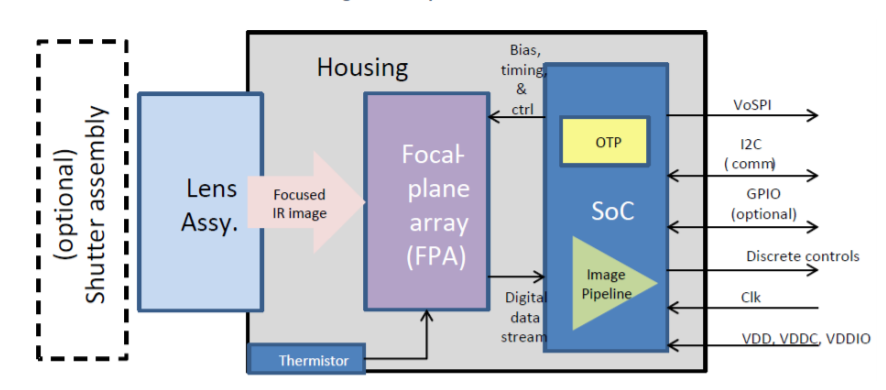 (optional)
Shutter assembly
Lens
Assy.
Housing
Focused
IR image
Focal-
plane
array
(FPA)
Thermistor
Bias,
timing,
&
ctrl
Digital
data
stream
OTP
SoC
Image
Pipeline
VoSPI
I2C
( comm)
GPIO
(optional)
Discrete controls
Clk
VDD, VDDC, VDDIO